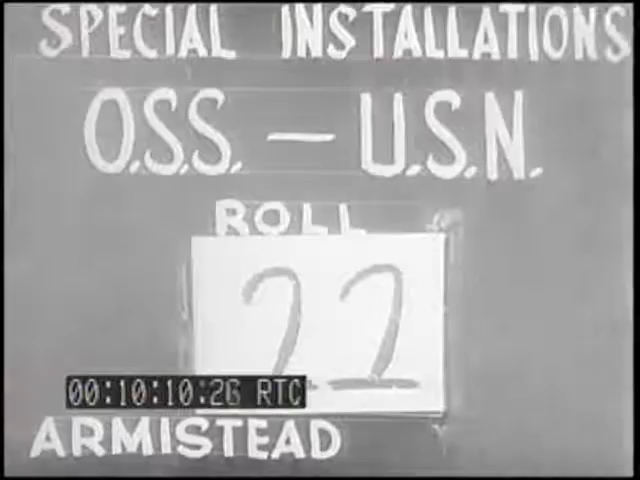 SPECIAL INSTALLATIONS
O.S.S. — U.S.N.
ROLL
22
00:10:10:26 RTC
ARMISTEAD